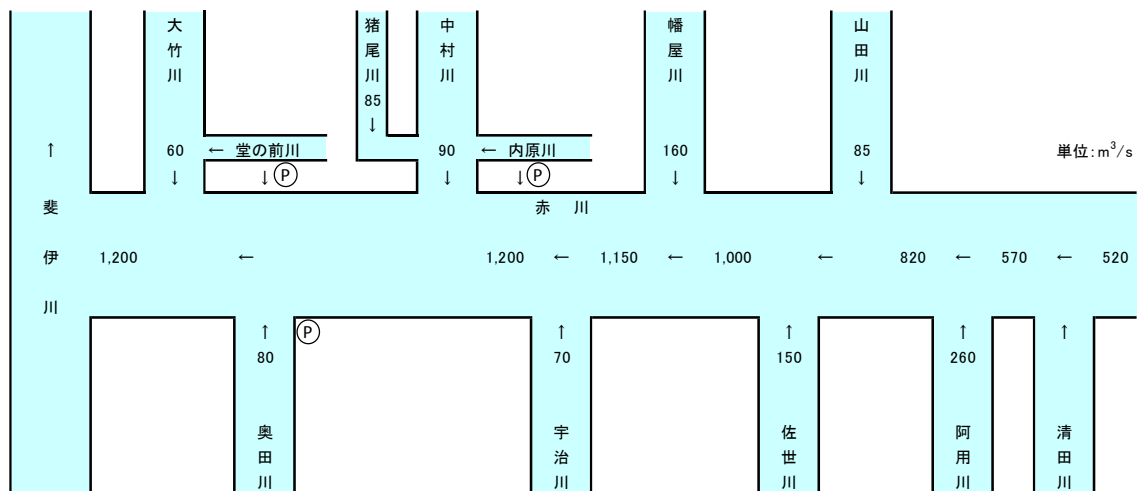 大竹川
猪尾川
中村川
幡屋川
山田川
85
↓
↑
60
← 堂の前川
90
← 内原川
160
85
単位:m³/s
↓
↓ P
↓
↓ P
↓
↓
斐伊川
赤川
1,200
←
1,200
←
1,150
←
1,000
←
820
←
570
←
520
↑ P
↑
↑
↑
↑
80
70
150
260
奥田川
宇治川
佐世川
阿用川
清田川